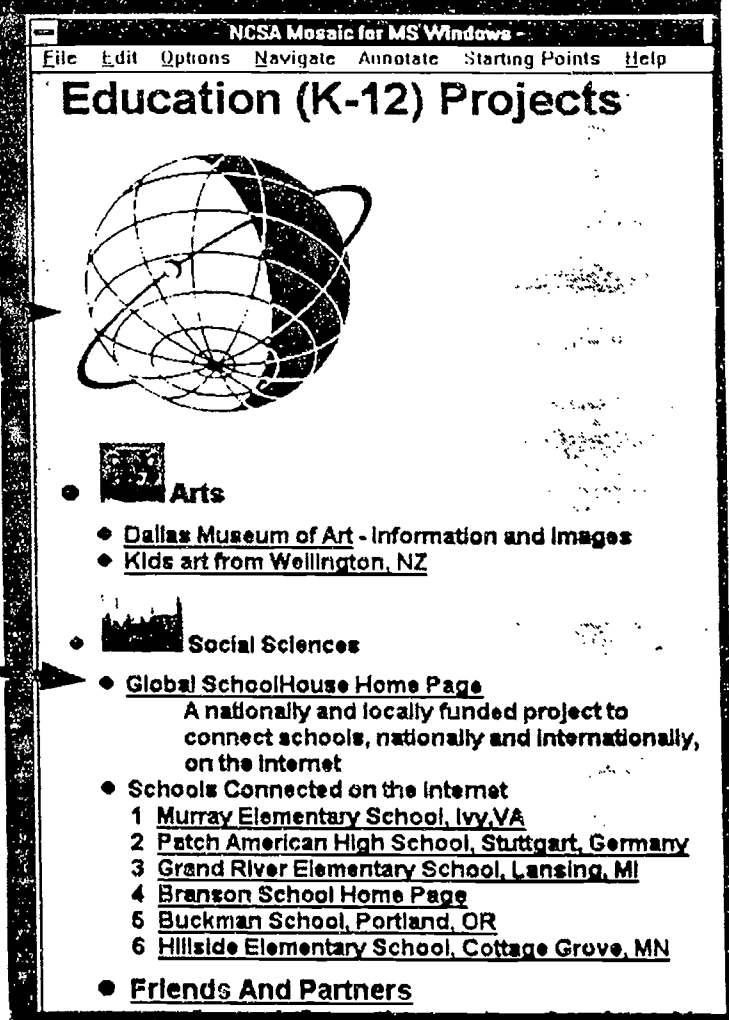 NCSA Mosaic for MS Windows -
File Edit Options Navigate Annotate Starting Points Help
Education (K-12) Projects
Arts
Dallas Museum of Art - Information and Images
Kids art from Wellington, NZ
Social Sciences
Global SchoolHouse Home Page
A nationally and locally funded project to
connect schools, nationally and internationally,
on the Internet
Schools Connected on the Internet
1 Murray Elementary School, Ivy,VA
2 Patch American High School, Stuttgart, Germany
3 Grand River Elementary School, Lansing, MI
4 Branson School Home Page
5 Buckman School, Portland, OR
6 Hillside Elementary School, Cottage Grove, MN
Friends And Partners